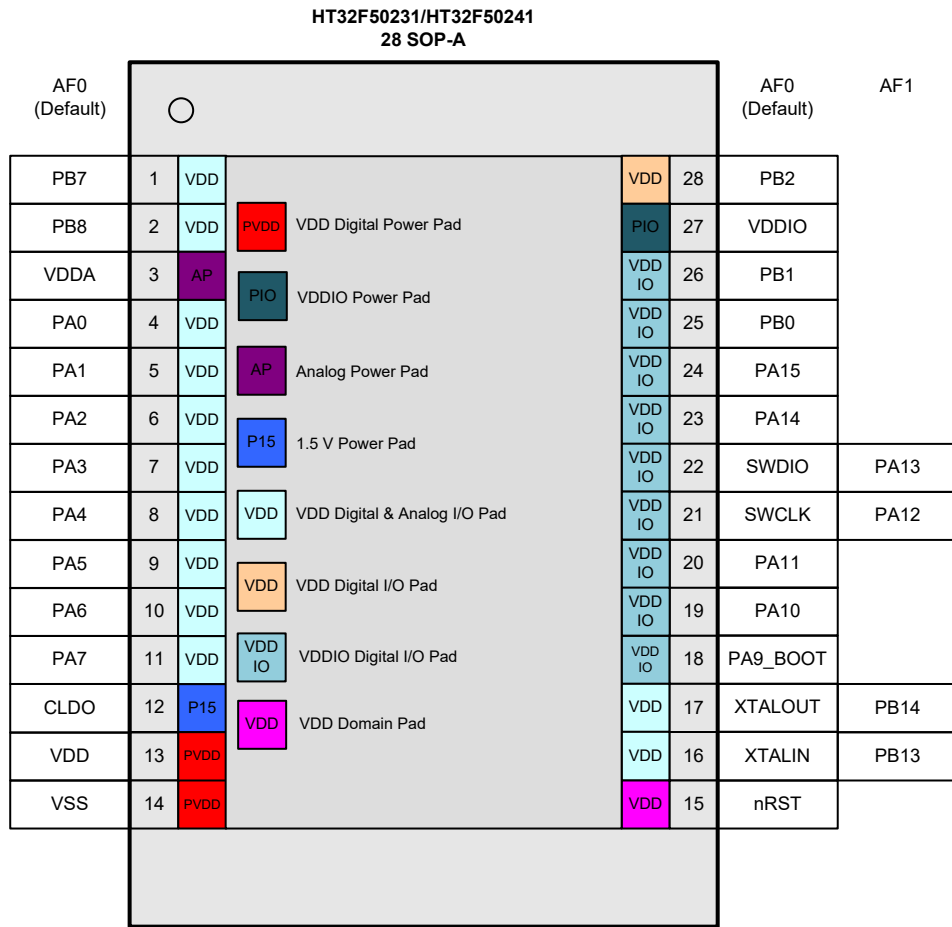 HT32F50231/HT32F50241
28 SOP-A
AF0
(Default)
AF0
(Default)
AF1
PB7 1 VDD
VDD 28 PB2
PB8 2 VDD
PVDD VDD Digital Power Pad
PIO 27 VDDIO
VDDA 3 AP
PIO VDDIO Power Pad
VDD
IO 26 PB1
PA0 4 VDD
VDD
IO 25 PB0
PA1 5 VDD
AP Analog Power Pad
VDD
IO 24 PA15
PA2 6 VDD
P15 1.5 V Power Pad
VDD
IO 23 PA14
PA3 7 VDD
VDD
IO 22 SWDIO PA13
PA4 8 VDD
VDD VDD Digital & Analog I/O Pad
VDD
IO 21 SWCLK PA12
PA5 9 VDD
VDD VDD Digital I/O Pad
VDD
IO 20 PA11
PA6 10 VDD
VDD
IO 19 PA10
PA7 11 VDD
VDD
IO VDDIO Digital I/O Pad
VDD
IO 18 PA9_BOOT
CLDO 12 P15
VDD VDD Domain Pad
VDD 17 XTALOUT PB14
VDD 13 PVDD
VDD 16 XTALIN PB13
VSS 14 PVDD
VDD 15 nRST